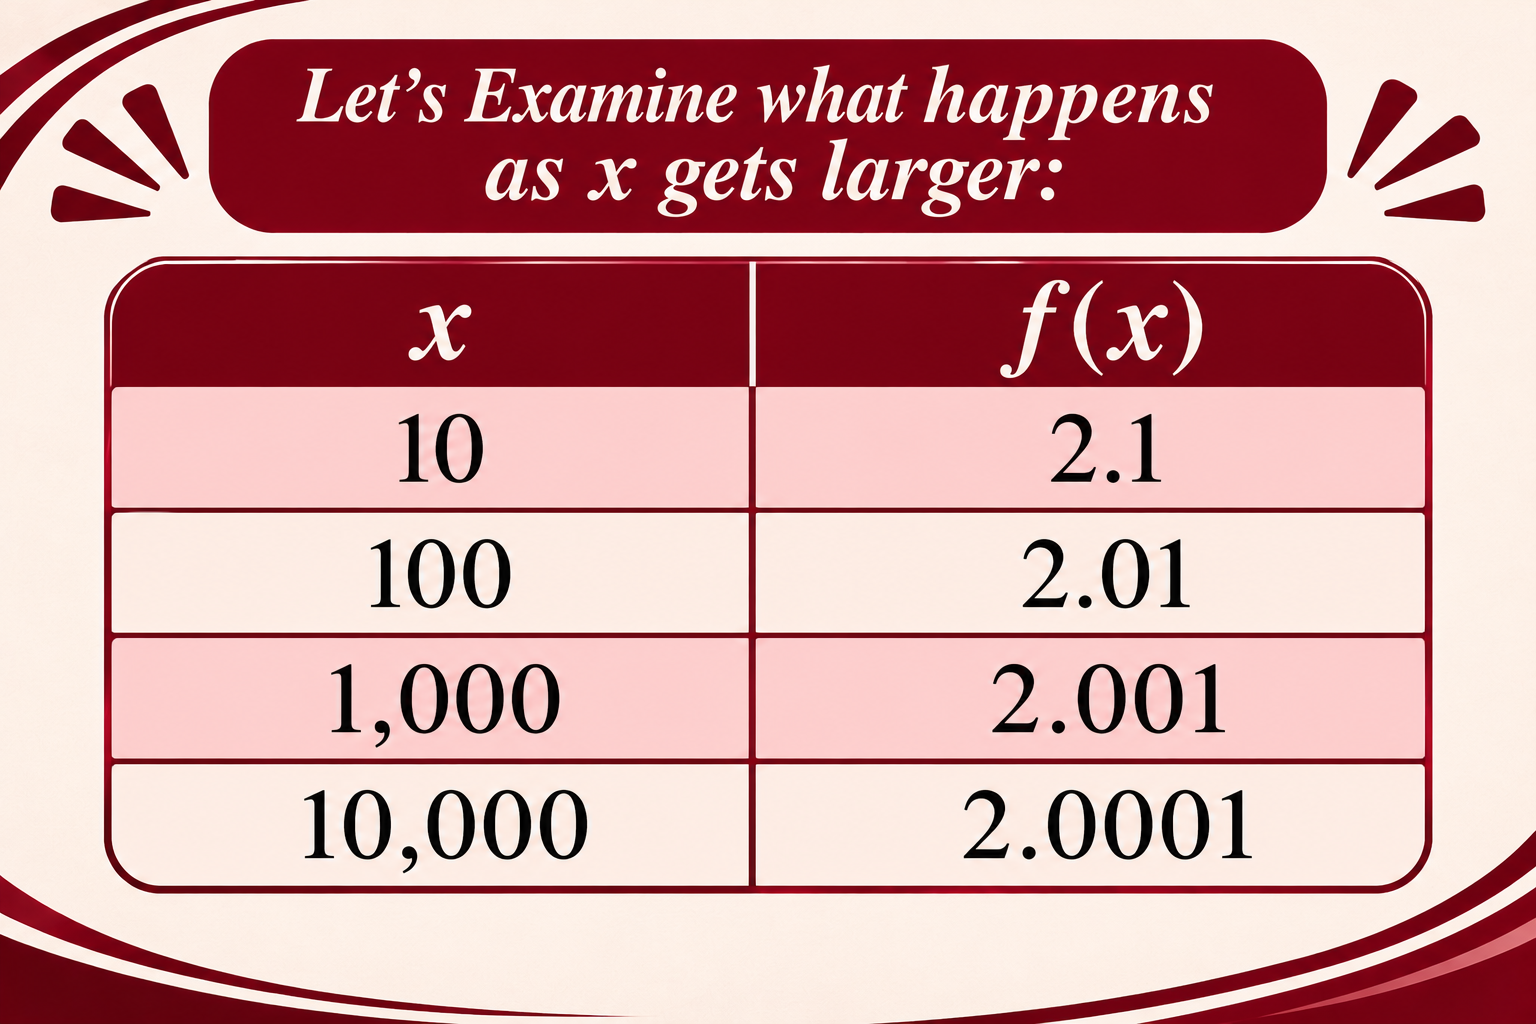 Let's Examine what happens
as x gets larger:
x f(x)
10 2.1
100 2.01
1,000 2.001
10,000 2.0001